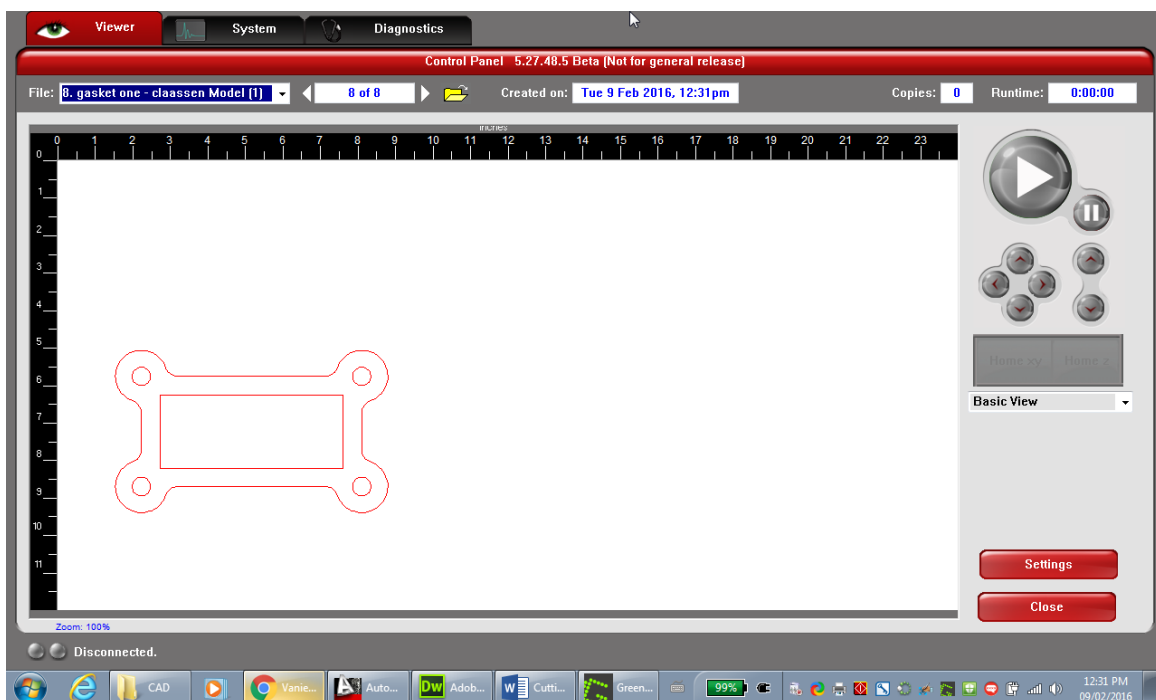 Viewer System Diagnostics
Control Panel 5.27.48.5 Beta (Not for general release)
File: 8. gasket one - claassen Model (1) 8 of 8 Created on: Tue 9 Feb 2016, 12:31pm Copies: 0 Runtime: 0:00:00
inches
0 1 2 3 4 5 6 7 8 9 10 11 12 13 14 15 16 17 18 19 20 21 22 23
0
1
2
3
4
5
6
7
8
9
10
11
Home xy Home z
Basic View
Settings
Close
Zoom: 100%
Disconnected.
CAD Vanie... Auto... Dw Adob... W Cutti... Green... 99% 12:31 PM
09/02/2016